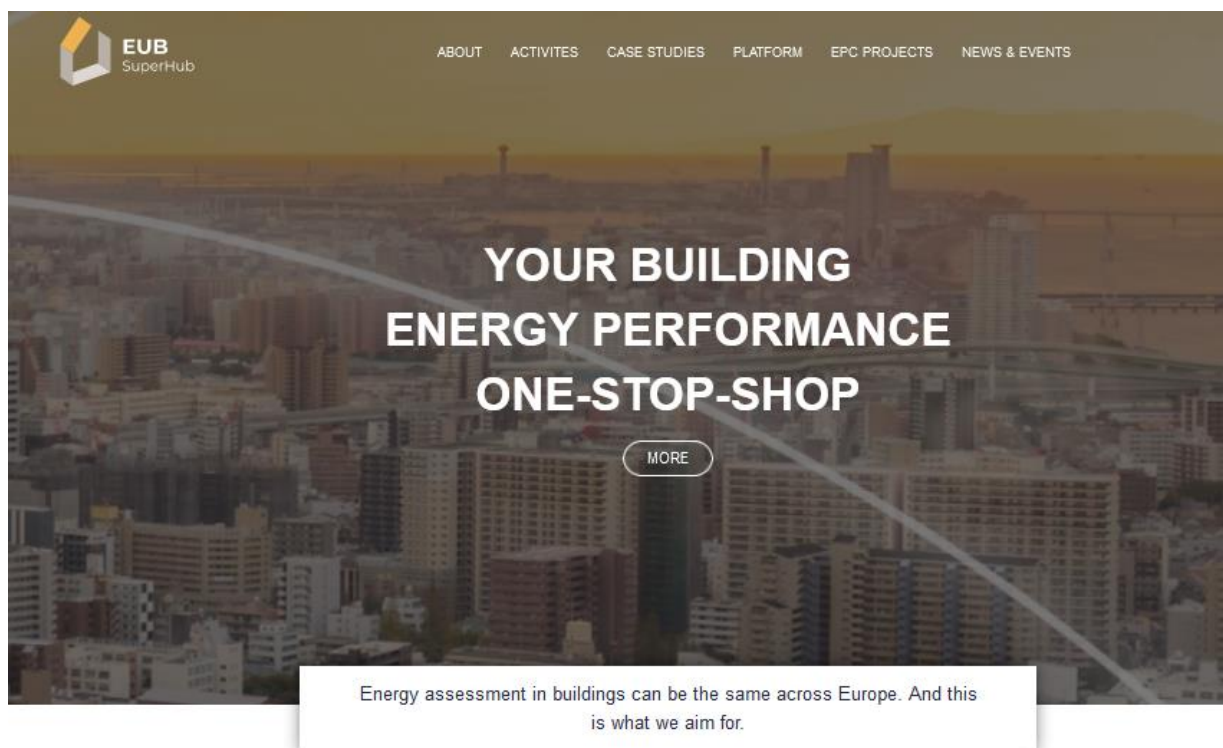 EUB
SuperHub
ABOUT ACTIVITES CASE STUDIES PLATFORM EPC PROJECTS NEWS & EVENTS
YOUR BUILDING
ENERGY PERFORMANCE
ONE-STOP-SHOP
MORE
Energy assessment in buildings can be the same across Europe. And this
is what we aim for.